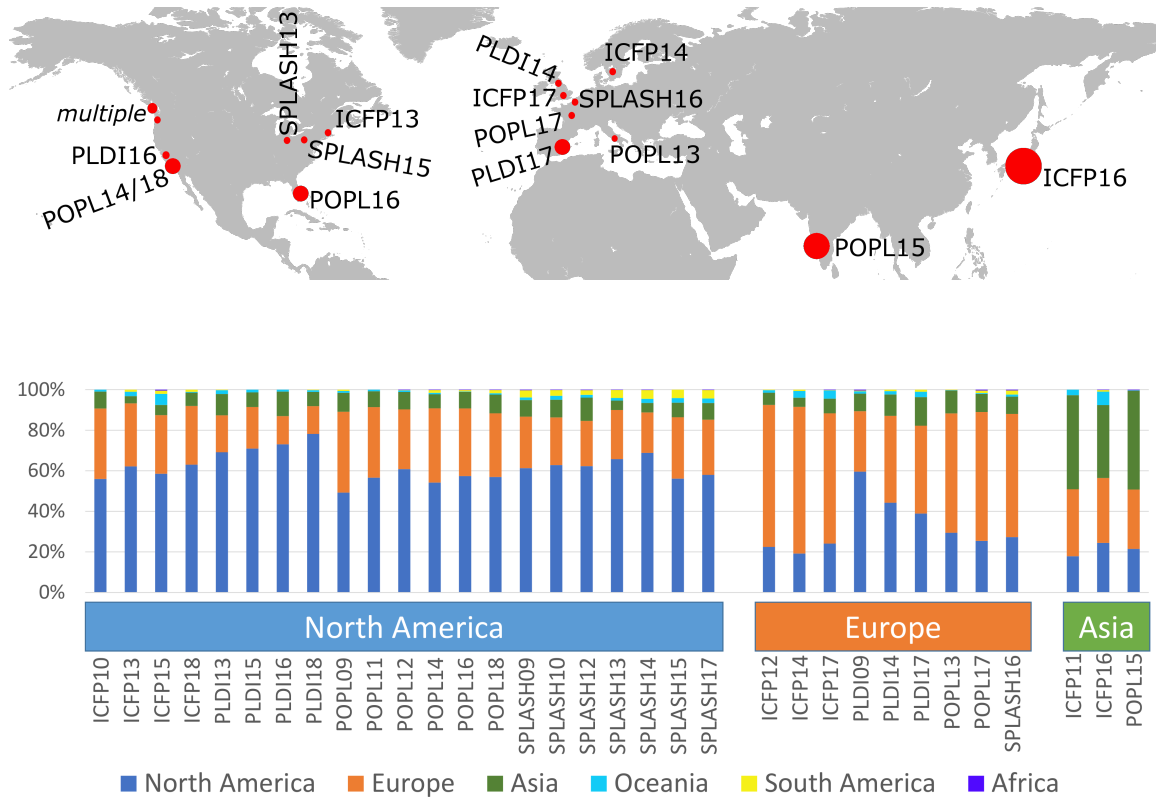 SPLASH13
PLDI14
ICFP14
multiple
ICFP17
SPLASH16
ICFP13
POPL17
PLDI16
SPLASH15
POPL13
PLDI17
POPL14/18
POPL16
ICFP16
POPL15
100%
80%
60%
40%
20%
0%
North America
Europe
Asia
ICFP10
ICFP13
ICFP15
ICFP18
PLDI13
PLDI15
PLDI16
PLDI18
POPL09
POPL11
POPL12
POPL14
POPL16
POPL18
SPLASH09
SPLASH10
SPLASH12
SPLASH13
SPLASH14
SPLASH15
SPLASH17
ICFP12
ICFP14
ICFP17
PLDI09
PLDI14
PLDI17
POPL13
POPL17
SPLASH16
ICFP11
ICFP16
POPL15
North America
Europe
Asia
Oceania
South America
Africa